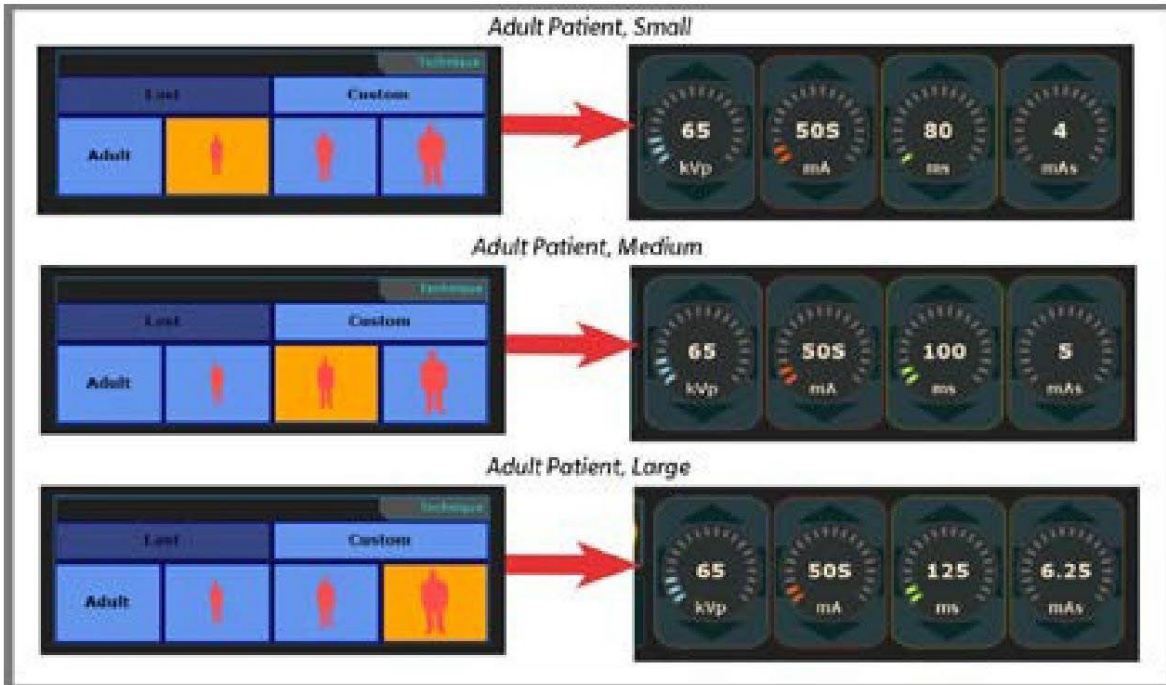 Adult Patient, Small
Technique
Last Custom
Adult
65 50S 80 4
kVp mA ms mAs
Adult Patient, Medium
Technique
Last Custom
Adult
65 50S 100 5
kVp mA ms mAs
Adult Patient, Large
Technique
Last Custom
Adult
65 50S 125 6.25
kVp mA ms mAs